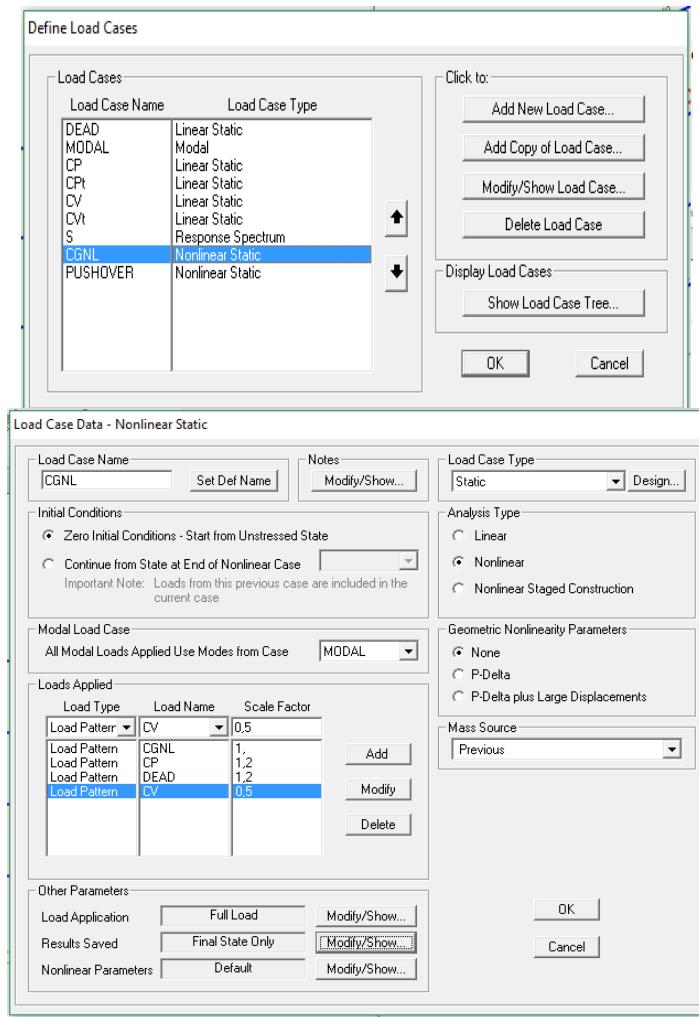 Define Load Cases
Load Cases
Load Case Name Load Case Type
DEAD Linear Static
MODAL Modal
CP Linear Static
CPt Linear Static
CV Linear Static
CVt Linear Static
S Response Spectrum
CGNL Nonlinear Static
PUSHOVER Nonlinear Static
Click to:
Add New Load Case...
Add Copy of Load Case...
Modify/Show Load Case...
Delete Load Case
Display Load Cases
Show Load Case Tree...
OK Cancel
Load Case Data - Nonlinear Static
Load Case Name
CGNL Set Def Name
Notes
Modify/Show...
Load Case Type
Static Design...
Initial Conditions
Zero Initial Conditions - Start from Unstressed State
Continue from State at End of Nonlinear Case
Important Note: Loads from this previous case are included in the
current case
Analysis Type
Linear
Nonlinear
Nonlinear Staged Construction
Modal Load Case
All Modal Loads Applied Use Modes from Case MODAL
Geometric Nonlinearity Parameters
None
P-Delta
P-Delta plus Large Displacements
Loads Applied
Load Type Load Name Scale Factor
Load Pattern CV 0,5
Load Pattern CGNL 1,
Load Pattern CP 1,2
Load Pattern DEAD 1,2
Load Pattern CV 0,5
Add
Modify
Delete
Mass Source
Previous
Other Parameters
Load Application Full Load Modify/Show...
Results Saved Final State Only Modify/Show...
Nonlinear Parameters Default Modify/Show...
OK
Cancel